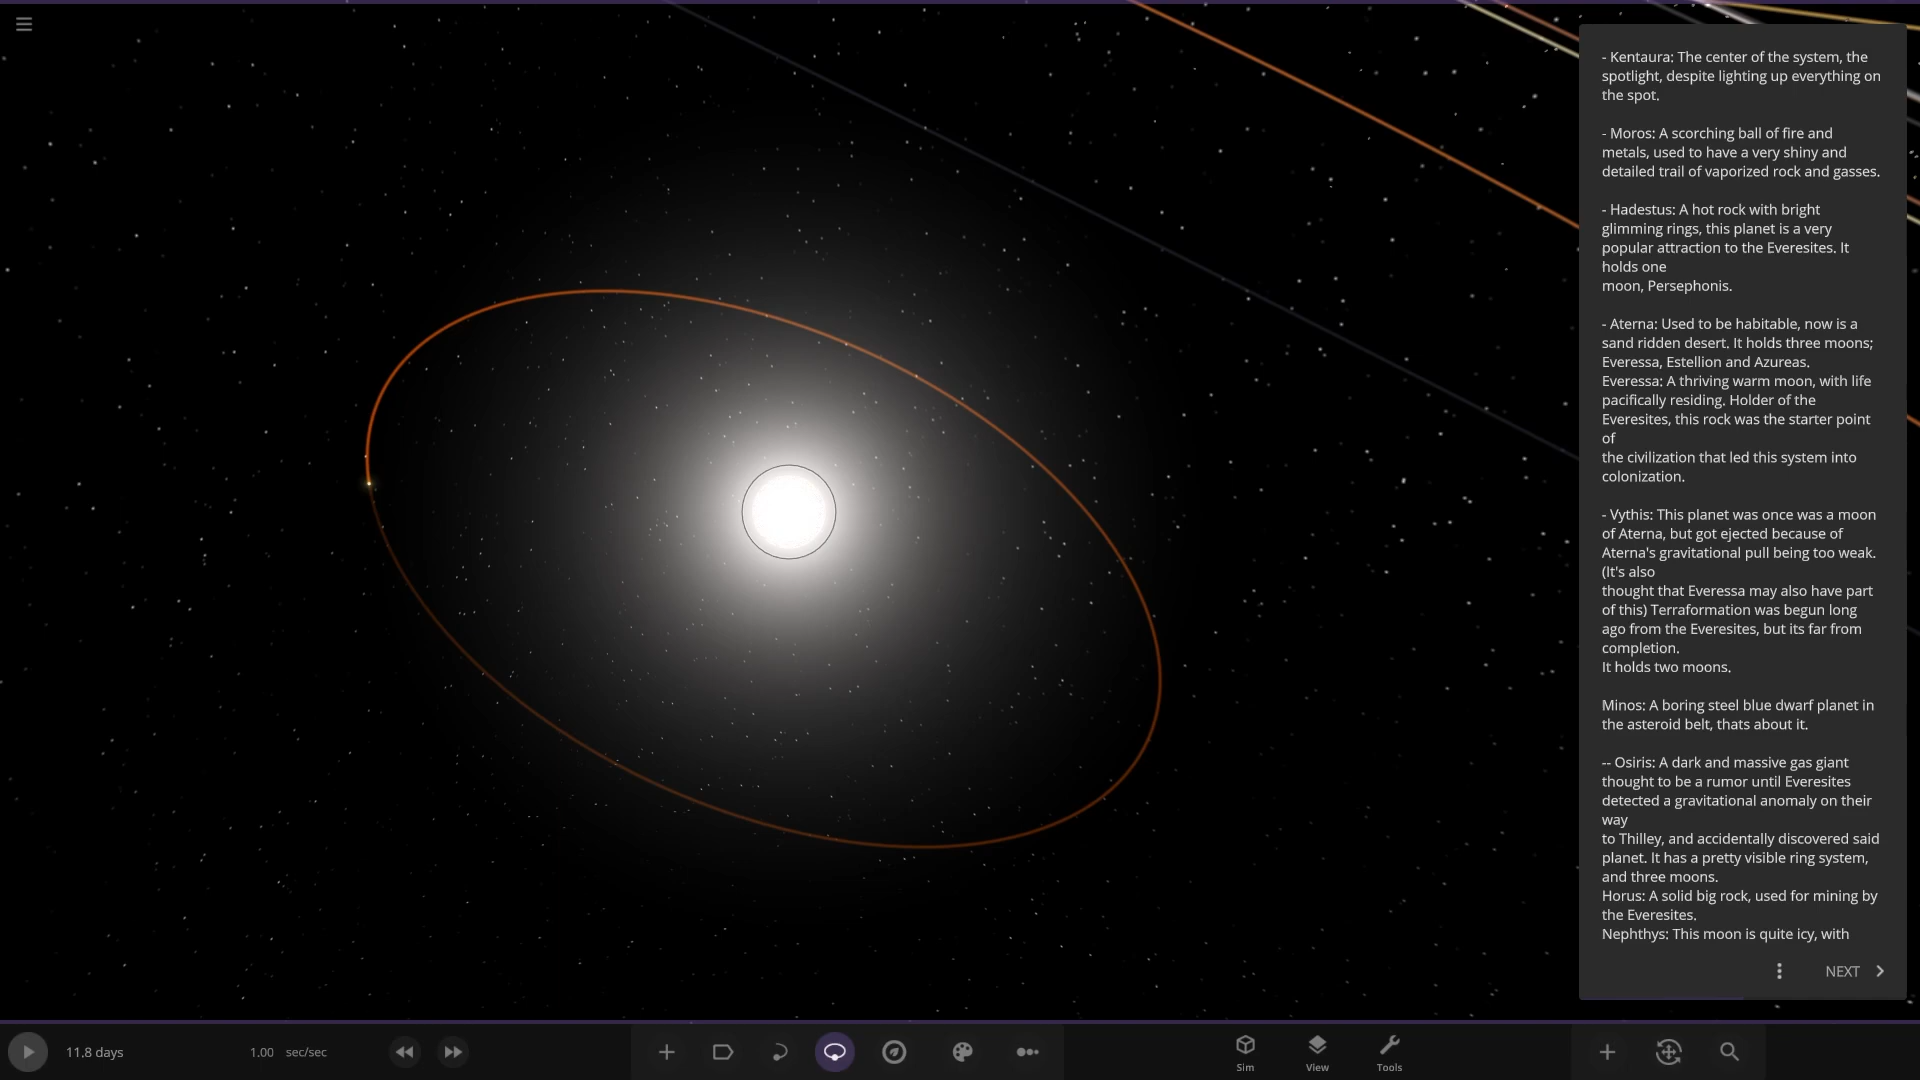 - Kentaura: The center of the system, the
spotlight, despite lighting up everything on
the spot.
- Moros: A scorching ball of fire and
metals, used to have a very shiny and
detailed trail of vaporized rock and gasses.
- Hadestus: A hot rock with bright
glimming rings, this planet is a very
popular attraction to the Everesites. It
holds one
moon, Persephonis.
- Aterna: Used to be habitable, now is a
sand ridden desert. It holds three moons;
Everessa, Estellion and Azureas.
Everessa: A thriving warm moon, with life
pacifically residing. Holder of the
Everesites, this rock was the starter point
of
the civilization that led this system into
colonization.
- Vythis: This planet was once was a moon
of Aterna, but got ejected because of
Aterna's gravitational pull being too weak.
(It's also
thought that Everessa may also have part
of this) Terraformation was begun long
ago from the Everesites, but its far from
completion.
It holds two moons.
Minos: A boring steel blue dwarf planet in
the asteroid belt, thats about it.
-- Osiris: A dark and massive gas giant
thought to be a rumor until Everesites
detected a gravitational anomaly on their
way
to Thilley, and accidentally discovered said
planet. It has a pretty visible ring system,
and three moons.
Horus: A solid big rock, used for mining by
the Everesites.
Nephthys: This moon is quite icy, with
NEXT
11.8 days
1.00 sec/sec
Sim
View
Tools